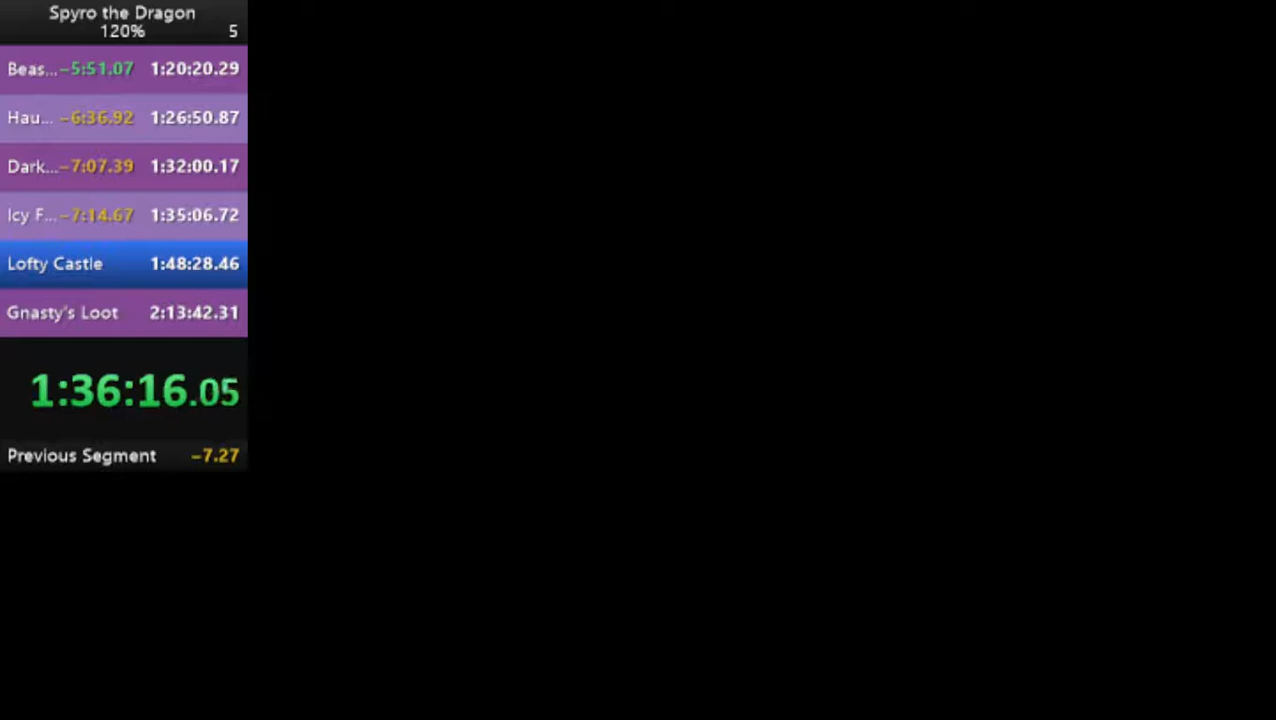 Spyro the Dragon
120% 5
Beas... −5:51.07 1:20:20.29
Hau... −6:36.92 1:26:50.87
Dark... −7:07.39 1:32:00.17
Icy F... −7:14.67 1:35:06.72
Lofty Castle 1:48:28.46
Gnasty's Loot 2:13:42.31
1:36:16.05
Previous Segment −7.27